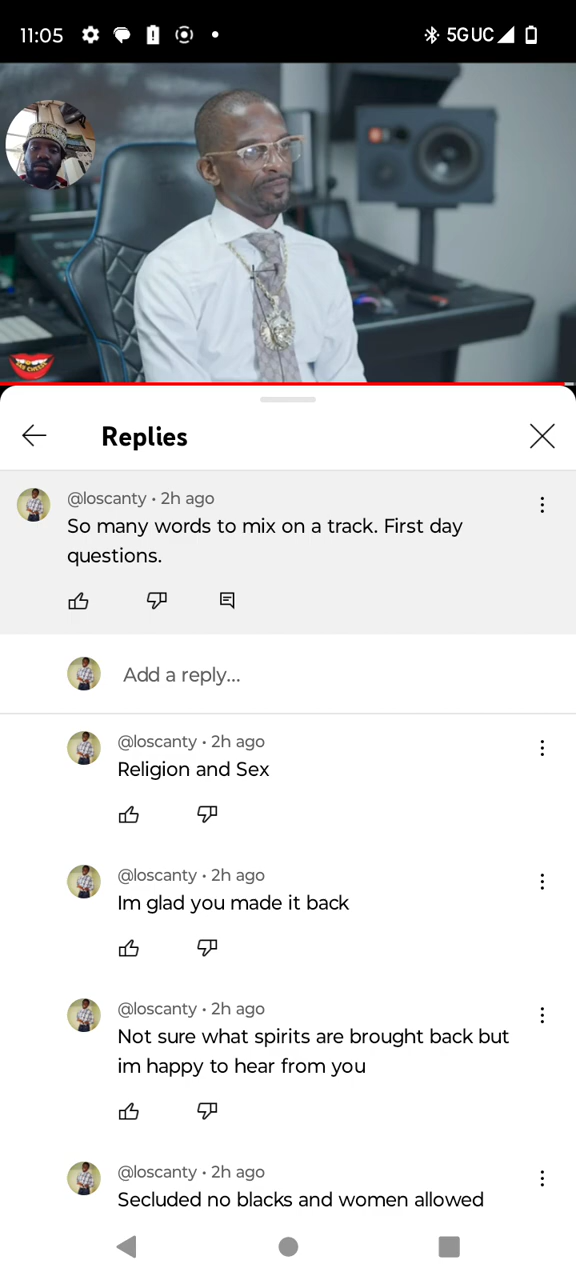 11:05
5G UC
Replies
@loscanty • 2h ago
So many words to mix on a track. First day
questions.
Add a reply...
@loscanty • 2h ago
Religion and Sex
@loscanty • 2h ago
Im glad you made it back
@loscanty • 2h ago
Not sure what spirits are brought back but
im happy to hear from you
@loscanty • 2h ago
Secluded no blacks and women allowed